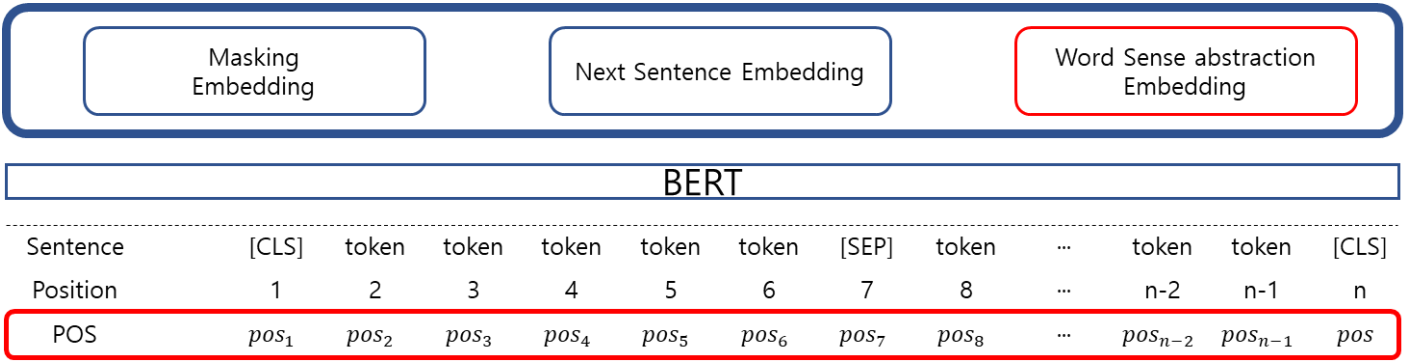 Masking
Embedding
Next Sentence Embedding
Word Sense abstraction
Embedding
BERT
Sentence [CLS] token token token token token [SEP] token ... token token [CLS]
Position 1 2 3 4 5 6 7 8 ... n-2 n-1 n
POS pos₁ pos₂ pos₃ pos₄ pos₅ pos₆ pos₇ pos₈ ... posₙ₋₂ posₙ₋₁ pos